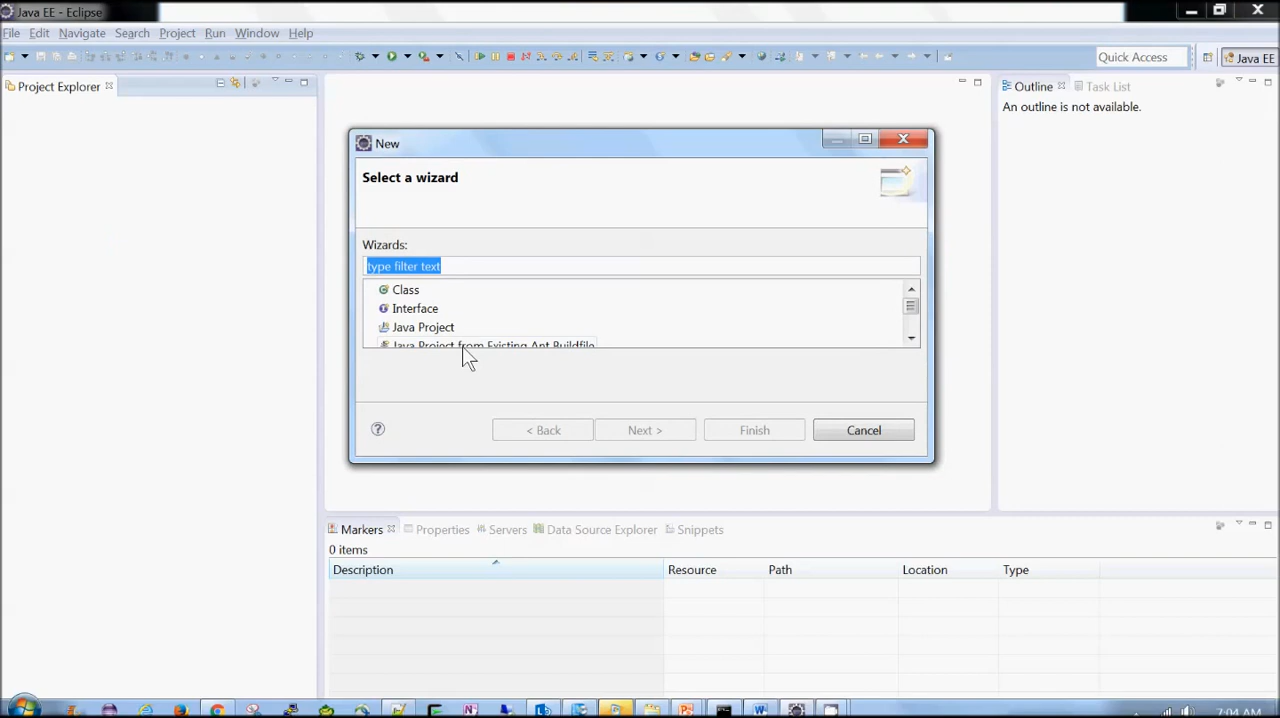 Java EE - Eclipse
File Edit Navigate Search Project Run Window Help
Quick Access
Java EE
Project Explorer
Outline Task List
An outline is not available.
New
Select a wizard
Wizards:
type filter text
Class
Interface
Java Project
Java Project from Existing Ant Buildfile
< Back Next > Finish Cancel
Markers Properties Servers Data Source Explorer Snippets
0 items
Description Resource Path Location Type
7:04 AM